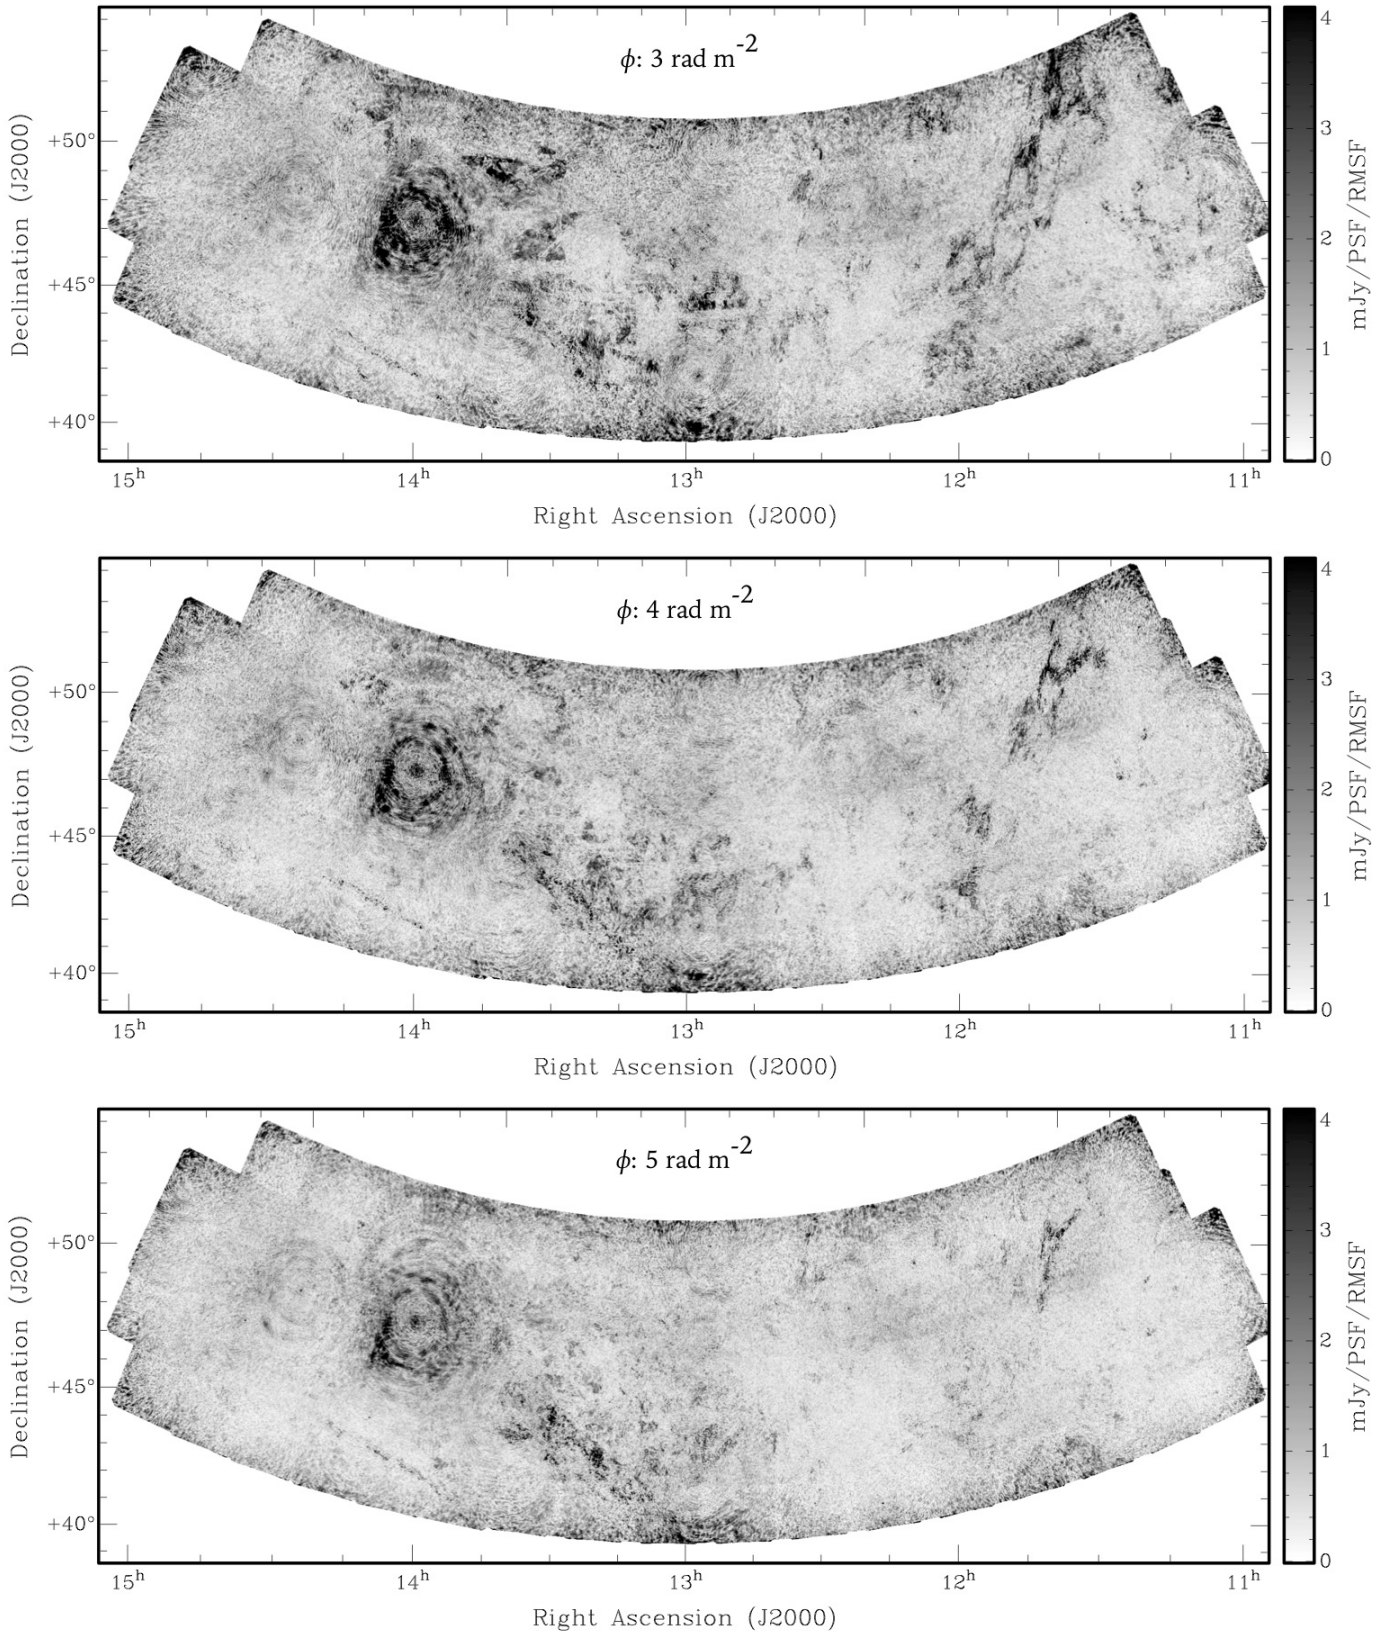 ϕ: 3 rad m-2
4
3
2
1
0
mJy/PSF/RMSF
Declination (J2000)
+50°
+45°
+40°
15h 14h 13h 12h 11h
Right Ascension (J2000)
ϕ: 4 rad m-2
4
3
2
1
0
mJy/PSF/RMSF
Declination (J2000)
+50°
+45°
+40°
15h 14h 13h 12h 11h
Right Ascension (J2000)
ϕ: 5 rad m-2
4
3
2
1
0
mJy/PSF/RMSF
Declination (J2000)
+50°
+45°
+40°
15h 14h 13h 12h 11h
Right Ascension (J2000)